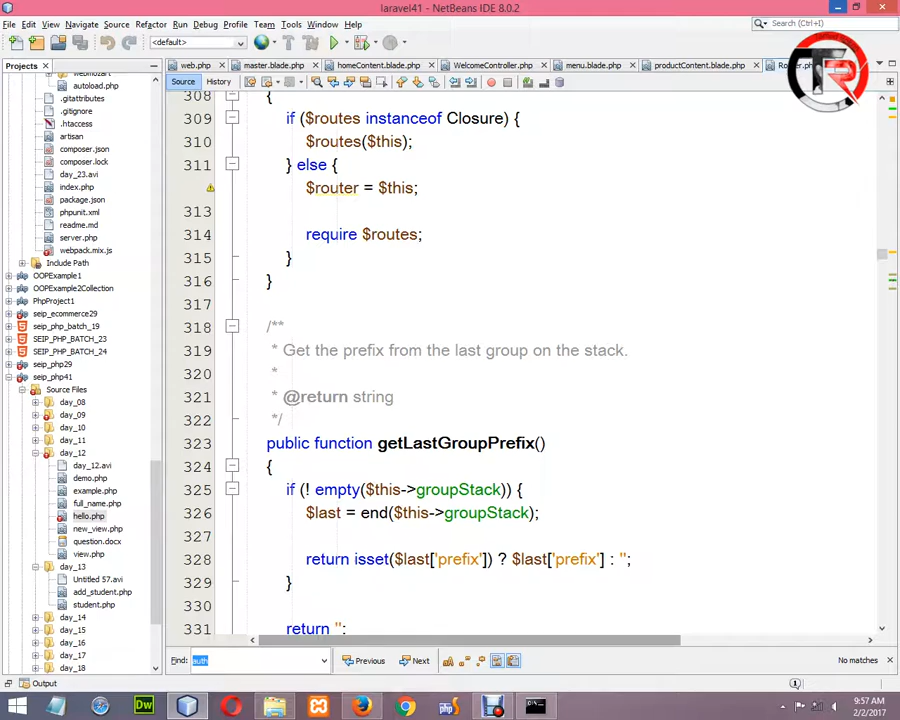 laravel41 - NetBeans IDE 8.0.2
File Edit View Navigate Source Refactor Run Debug Profile Team Tools Window Help
Search (Ctrl+I)
<default>
Projects
web.php
master.blade.php
homeContent.blade.php
WelcomeController.php
menu.blade.php
productContent.blade.php
Source
History
autoload.php
.gitattributes
.gitignore
.htaccess
artisan
composer.json
composer.lock
day_23.avi
index.php
package.json
phpunit.xml
readme.md
server.php
webpack.mix.js
Include Path
OOPExample1
OOPExample2Collection
PhpProject1
seip_ecommerce29
seip_php_batch_19
SEIP_PHP_BATCH_23
SEIP_PHP_BATCH_24
seip_php29
seip_php41
Source Files
day_08
day_09
day_10
day_11
day_12
day_12.avi
demo.php
example.php
full_name.php
hello.php
new_view.php
question.docx
view.php
day_13
Untitled 57.avi
add_student.php
student.php
day_14
day_15
day_16
day_17
day_18
308 {
309 if ($routes instanceof Closure) {
310 $routes($this);
311 } else {
$router = $this;
313
314 require $routes;
315 }
316 }
317
318 /**
319 * Get the prefix from the last group on the stack.
320 *
321 * @return string
322 */
323 public function getLastGroupPrefix()
324 {
325 if (! empty($this->groupStack)) {
326 $last = end($this->groupStack);
327
328 return isset($last['prefix']) ? $last['prefix'] : '';
329 }
330
331 return '';
Find: auth
Previous
Next
No matches
Output
9:57 AM
2/2/2017